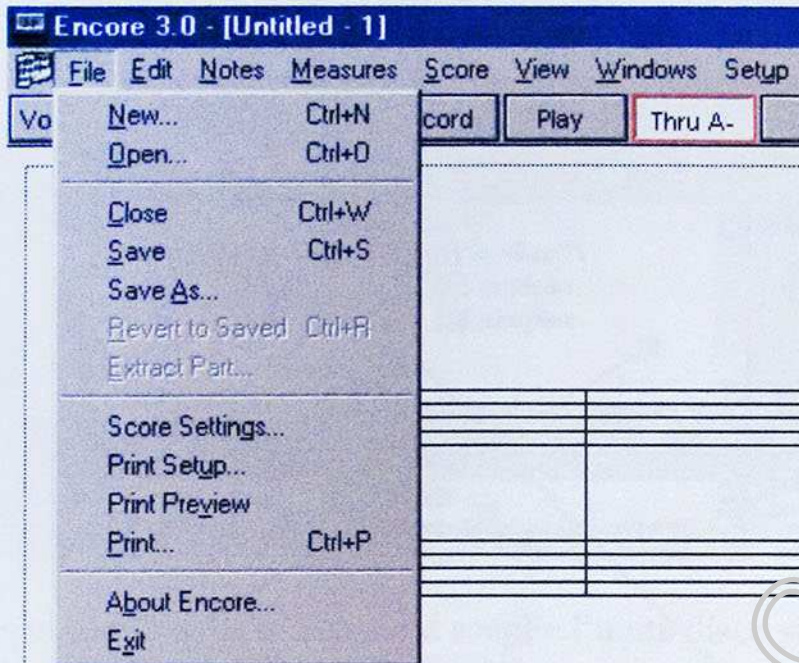 Encore 3.0 - [Untitled - 1]
File Edit Notes Measures Score View Windows Setup
Vo cord Play Thru A-
New... Ctrl+N
Open... Ctrl+O
Close Ctrl+W
Save Ctrl+S
Save As...
Revert to Saved Ctrl+R
Extract Part...
Score Settings...
Print Setup...
Print Preview
Print... Ctrl+P
About Encore...
Exit